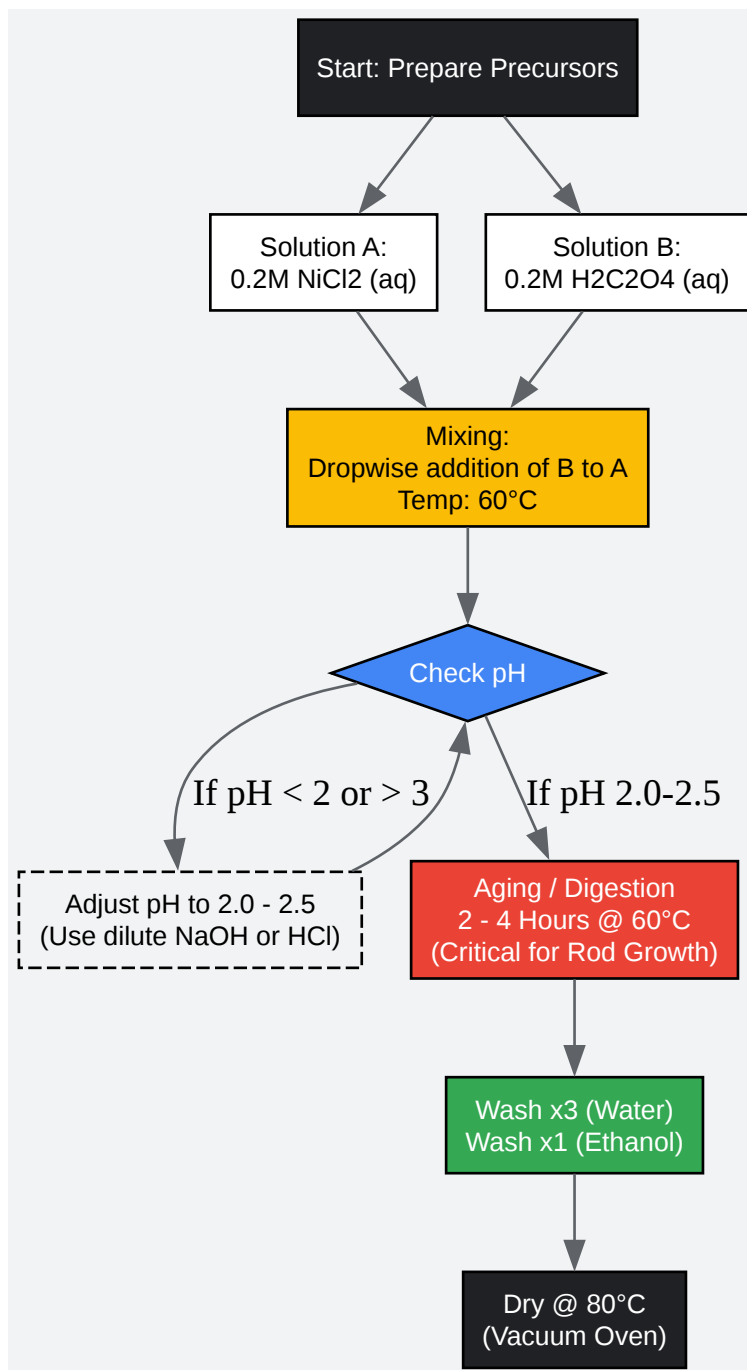 Start: Prepare Precursors
Solution A:
0.2M NiCl2 (aq)
Solution B:
0.2M H2C2O4 (aq)
Mixing:
Dropwise addition of B to A
Temp: 60°C
Check pH
If pH < 2 or > 3
If pH 2.0-2.5
Adjust pH to 2.0 - 2.5
(Use dilute NaOH or HCl)
Aging / Digestion
2 - 4 Hours @ 60°C
(Critical for Rod Growth)
Wash x3 (Water)
Wash x1 (Ethanol)
Dry @ 80°C
(Vacuum Oven)